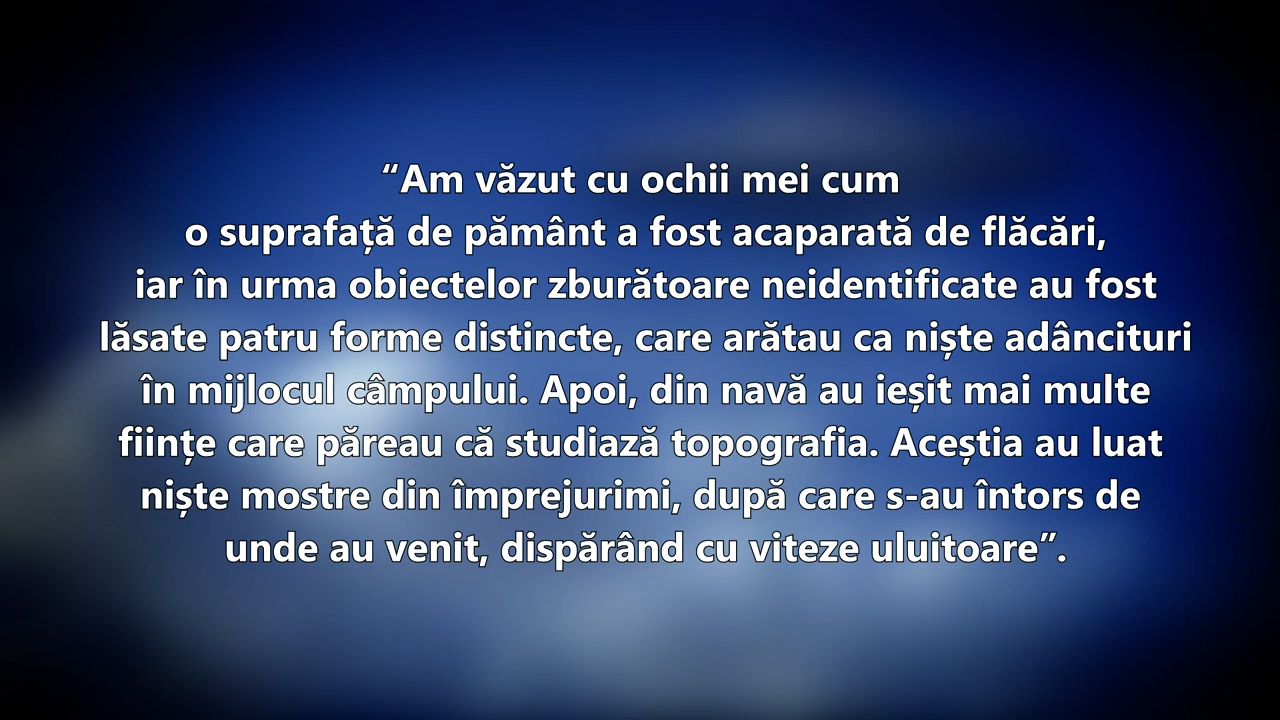 “Am văzut cu ochii mei cum
o suprafață de pământ a fost acaparată de flăcări,
iar în urma obiectelor zburătoare neidentificate au fost
lăsate patru forme distincte, care arătau ca niște adâncituri
în mijlocul câmpului. Apoi, din navă au ieșit mai multe
ființe care păreau că studiază topografia. Aceștia au luat
niște mostre din împrejurimi, după care s-au întors de
unde au venit, dispărând cu viteze uluitoare”.